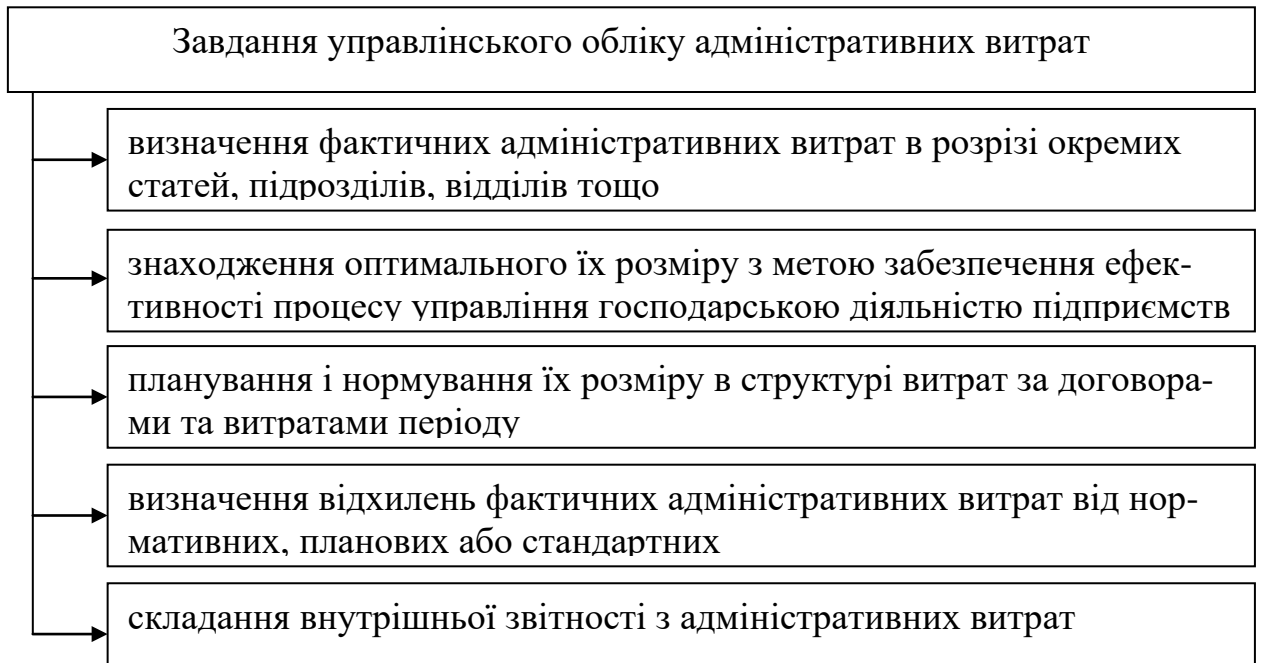 Завдання управлінського обліку адміністративних витрат
визначення фактичних адміністративних витрат в розрізі окремих
статей, підрозділів, відділів тощо
знаходження оптимального їх розміру з метою забезпечення ефек-
тивності процесу управління господарською діяльністю підприємств
планування і нормування їх розміру в структурі витрат за договора-
ми та витратами періоду
визначення відхилень фактичних адміністративних витрат від нор-
мативних, планових або стандартних
складання внутрішньої звітності з адміністративних витрат